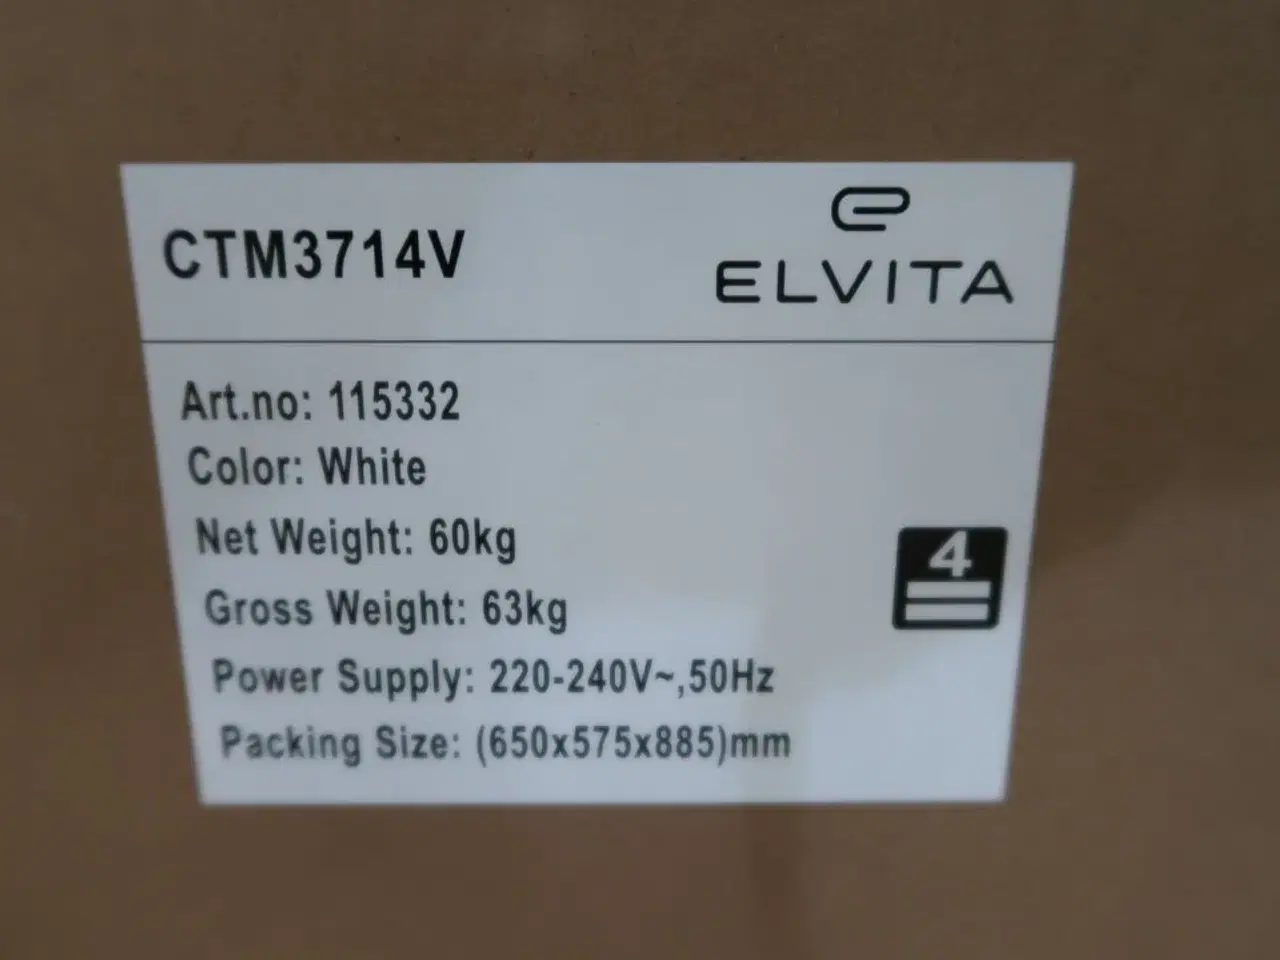 CTM3714V
ELVITA
Art.no: 115332
Color: White
Net Weight: 60kg
Gross Weight: 63kg
4
Power Supply: 220-240V~,50Hz
Packing Size: (650x575x885)mm